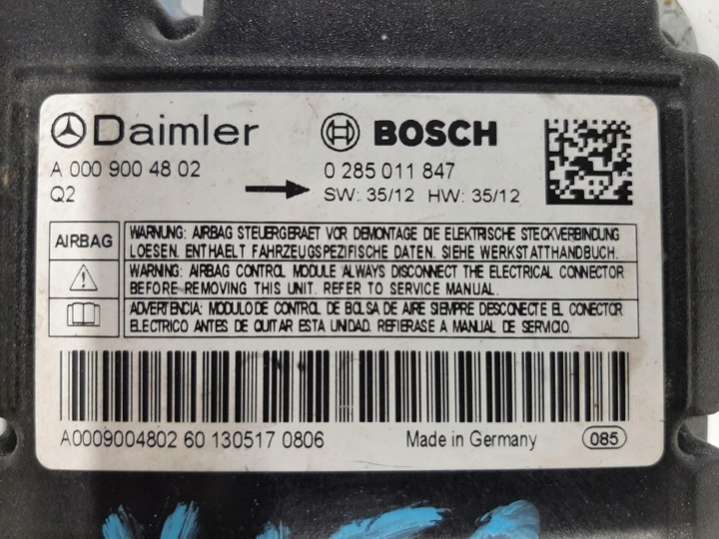 Daimler BOSCH
A 000 900 48 02 0 285 011 847
Q2 SW: 35/12 HW: 35/12
AIRBAG
WARNUNG: AIRBAG STEUERGERAET VOR DEMONTAGE DIE ELEKTRISCHE STECKVERBINDUNG
LOESEN. ENTHAELT FAHRZEUGSPEZIFISCHE DATEN. SIEHE WERKSTATTHANDBUCH.
WARNING: AIRBAG CONTROL MODULE ALWAYS DISCONNECT THE ELECTRICAL CONNECTOR
BEFORE REMOVING THIS UNIT. REFER TO SERVICE MANUAL.
ADVERTENCIA: MODULO DE CONTROL DE BOLSA DE AIRE SIEMPRE DESCONECTE EL CONECTOR
ELECTRICO ANTES DE QUITAR ESTA UNIDAD. REFIERASE A MANUAL DE SERVICIO.
A0009004802 60 130517 0806 Made in Germany 085